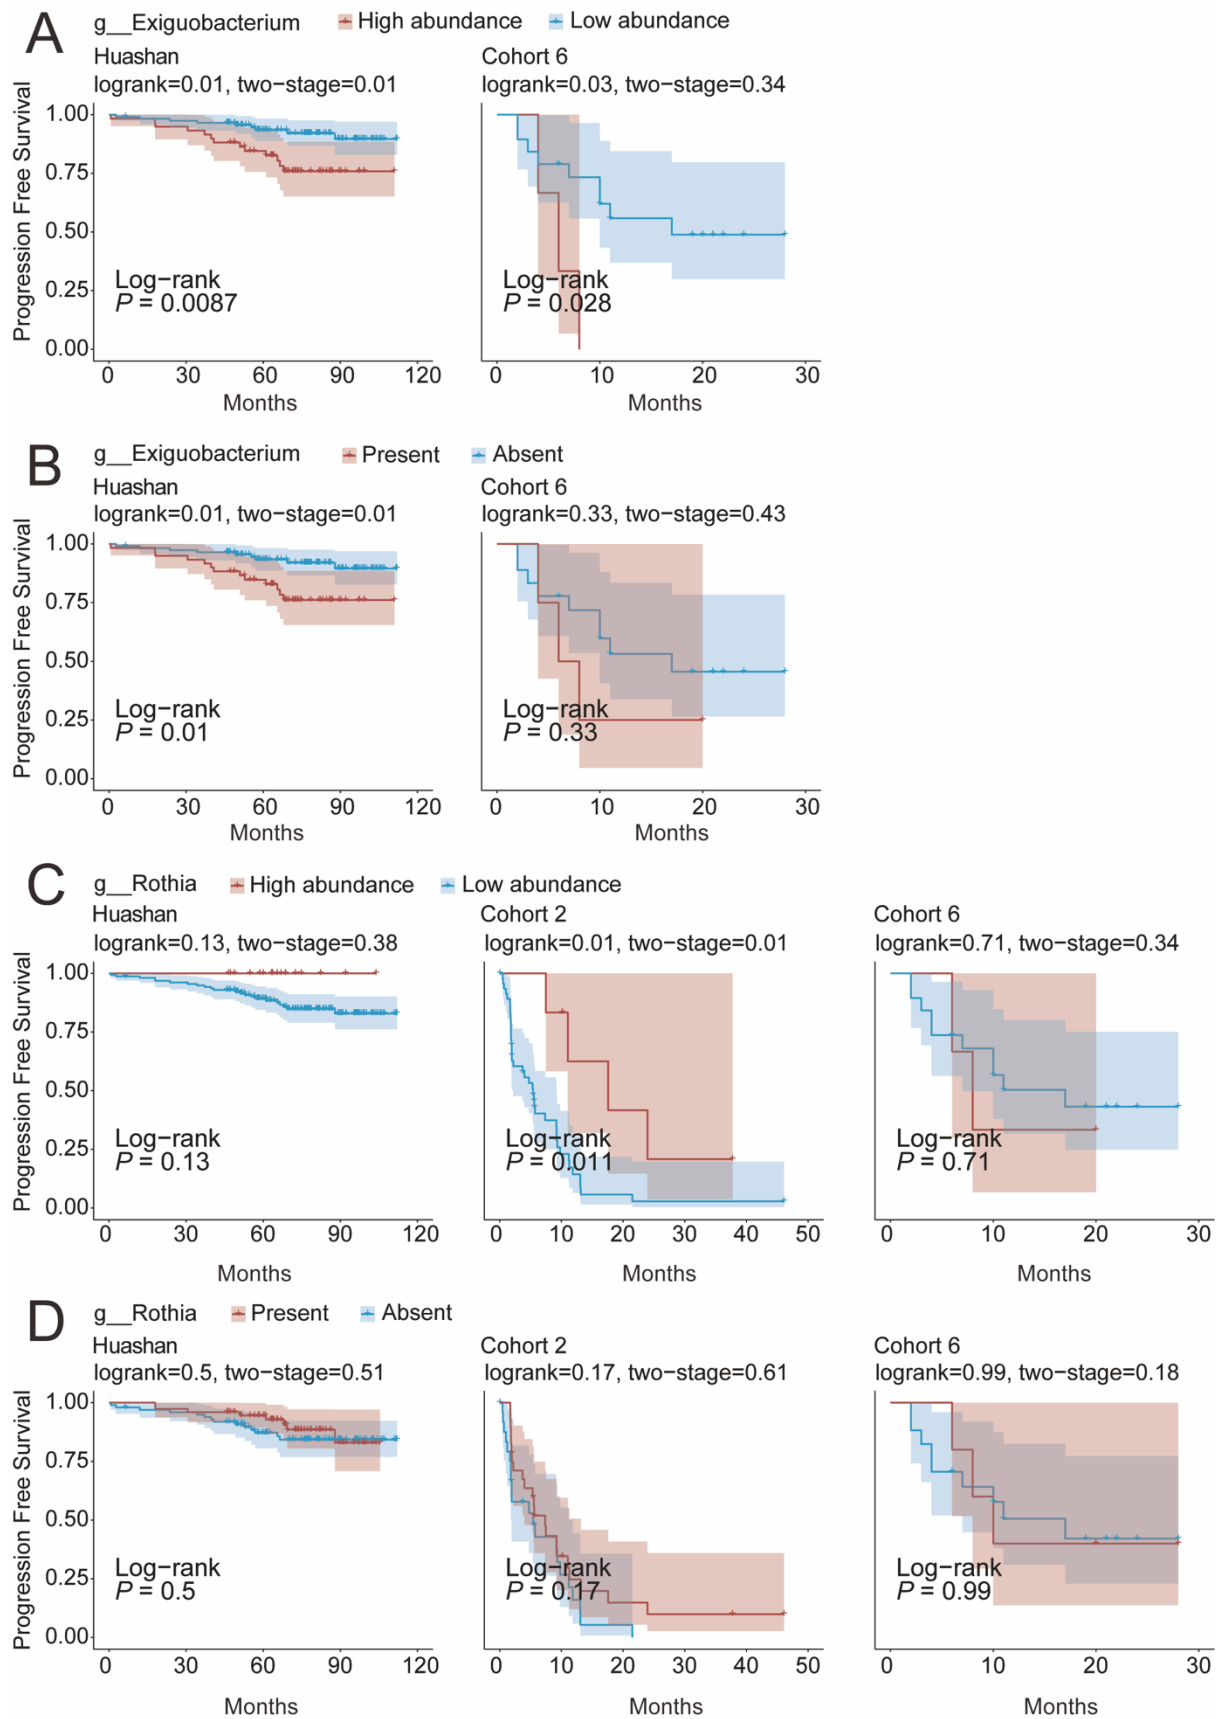 A
g__Exiguobacterium High abundance Low abundance
Huashan
logrank=0.01, two−stage=0.01
Cohort 6
logrank=0.03, two−stage=0.34
Progression Free Survival
1.00
0.75
0.50
0.25
0.00
Log−rank
P = 0.0087
Log−rank
P = 0.028
0 30 60 90 120
0 10 20 30
Months
Months
B
g__Exiguobacterium Present Absent
Huashan
logrank=0.01, two−stage=0.01
Cohort 6
logrank=0.33, two−stage=0.43
Progression Free Survival
1.00
0.75
0.50
0.25
0.00
Log−rank
P = 0.01
Log−rank
P = 0.33
0 30 60 90 120
0 10 20 30
Months
Months
C
g__Rothia High abundance Low abundance
Huashan
logrank=0.13, two−stage=0.38
Cohort 2
logrank=0.01, two−stage=0.01
Cohort 6
logrank=0.71, two−stage=0.34
Progression Free Survival
1.00
0.75
0.50
0.25
0.00
Log−rank
P = 0.13
Log−rank
P = 0.011
Log−rank
P = 0.71
0 30 60 90 120
0 10 20 30 40 50
0 10 20 30
Months
Months
Months
D
g__Rothia Present Absent
Huashan
logrank=0.5, two−stage=0.51
Cohort 2
logrank=0.17, two−stage=0.61
Cohort 6
logrank=0.99, two−stage=0.18
Progression Free Survival
1.00
0.75
0.50
0.25
0.00
Log−rank
P = 0.5
Log−rank
P = 0.17
Log−rank
P = 0.99
0 30 60 90 120
0 10 20 30 40 50
0 10 20 30
Months
Months
Months